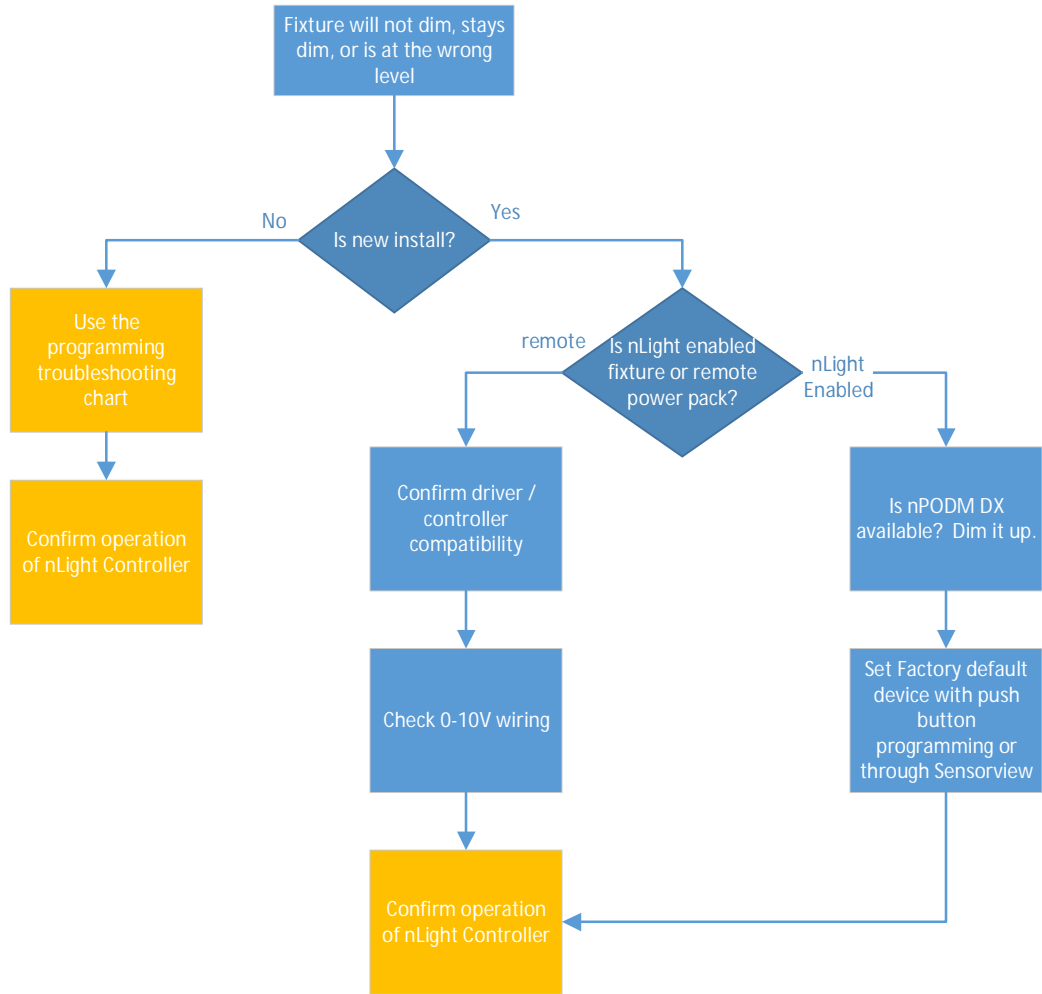 Fixture will not dim, stays
dim, or is at the wrong
level
No
Is new install?
Yes
Use the
programming
troubleshooting
chart
remote
Is nLight enabled
fixture or remote
power pack?
nLight
Enabled
Confirm operation
of nLight Controller
Confirm driver /
controller
compatibility
Is nPODM DX
available?  Dim it up.
Check 0-10V wiring
Set Factory default
device with push
button
programming or
through Sensorview
Confirm operation
of nLight Controller